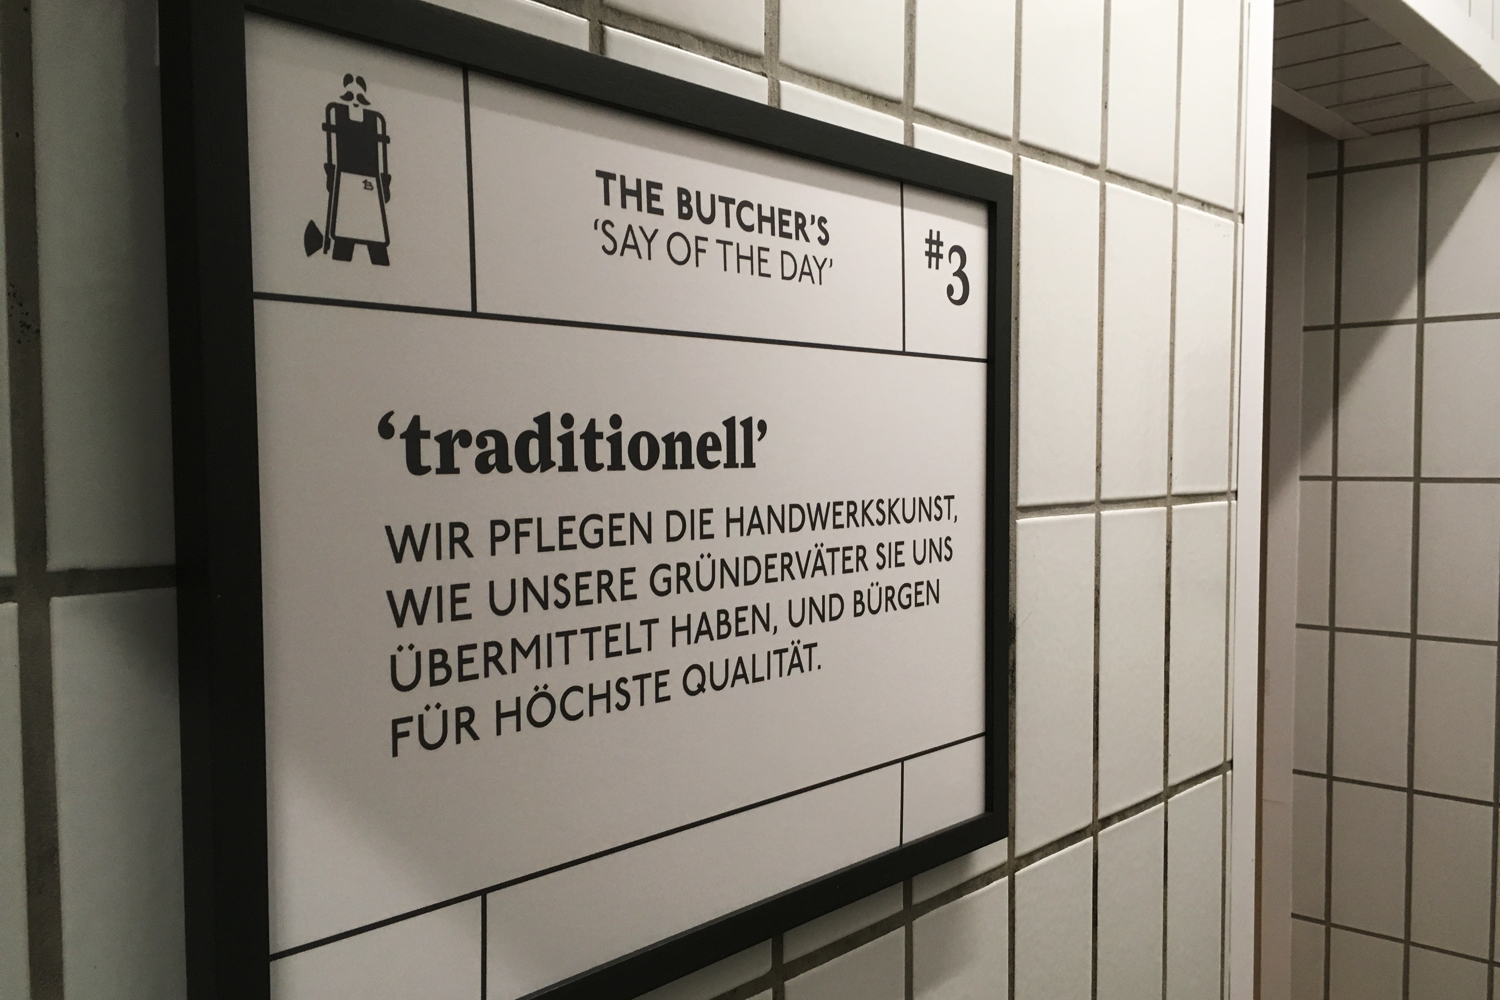 THE BUTCHER'S
'SAY OF THE DAY'
#3
‘traditionell’
WIR PFLEGEN DIE HANDWERKSKUNST,
WIE UNSERE GRÜNDERVÄTER SIE UNS
ÜBERMITTELT HABEN, UND BÜRGEN
FÜR HÖCHSTE QUALITÄT.